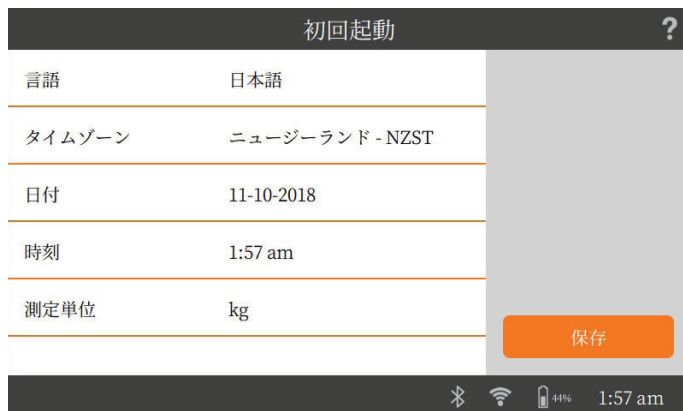 初回起動 ?
言語 日本語
タイムゾーン ニュージーランド - NZST
日付 11-10-2018
時刻 1:57 am
測定単位 kg
保存
44% 1:57 am